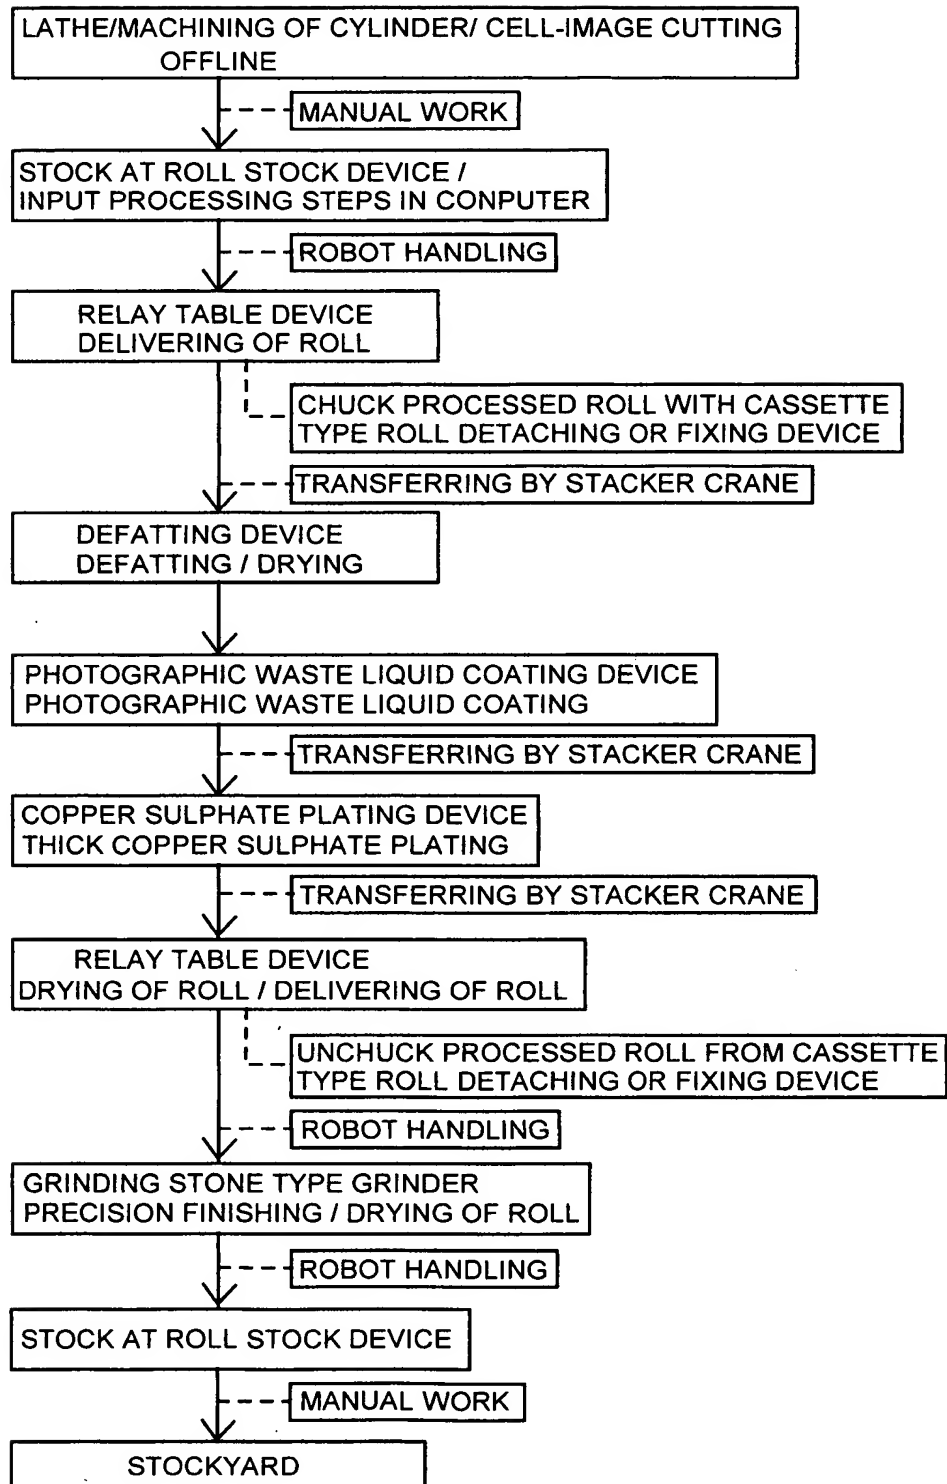 LATHE/MACHINING OF CYLINDER/ CELL-IMAGE CUTTING
OFFLINE
MANUAL WORK
STOCK AT ROLL STOCK DEVICE /
INPUT PROCESSING STEPS IN CONPUTER
ROBOT HANDLING
RELAY TABLE DEVICE
DELIVERING OF ROLL
CHUCK PROCESSED ROLL WITH CASSETTE
TYPE ROLL DETACHING OR FIXING DEVICE
TRANSFERRING BY STACKER CRANE
DEFATTING DEVICE
DEFATTING / DRYING
PHOTOGRAPHIC WASTE LIQUID COATING DEVICE
PHOTOGRAPHIC WASTE LIQUID COATING
TRANSFERRING BY STACKER CRANE
COPPER SULPHATE PLATING DEVICE
THICK COPPER SULPHATE PLATING
TRANSFERRING BY STACKER CRANE
RELAY TABLE DEVICE
DRYING OF ROLL / DELIVERING OF ROLL
UNCHUCK PROCESSED ROLL FROM CASSETTE
TYPE ROLL DETACHING OR FIXING DEVICE
ROBOT HANDLING
GRINDING STONE TYPE GRINDER
PRECISION FINISHING / DRYING OF ROLL
ROBOT HANDLING
STOCK AT ROLL STOCK DEVICE
MANUAL WORK
STOCKYARD